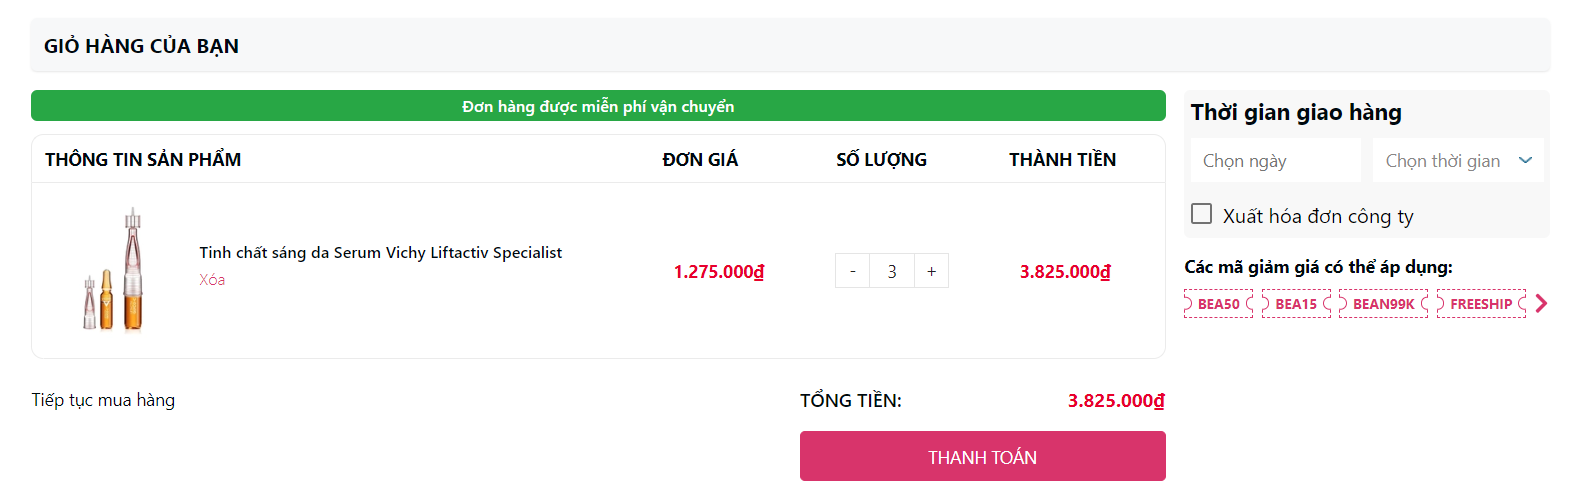 GIỎ HÀNG CỦA BẠN
Đơn hàng được miễn phí vận chuyển
THÔNG TIN SẢN PHẨM ĐƠN GIÁ SỐ LƯỢNG THÀNH TIỀN
Tinh chất sáng da Serum Vichy Liftactiv Specialist
Xóa
1.275.000₫ - 3 + 3.825.000₫
Tiếp tục mua hàng
TỔNG TIỀN: 3.825.000₫
THANH TOÁN
Thời gian giao hàng
Chọn ngày Chọn thời gian
Xuất hóa đơn công ty
Các mã giảm giá có thể áp dụng:
BEA50 BEA15 BEAN99K FREESHIP